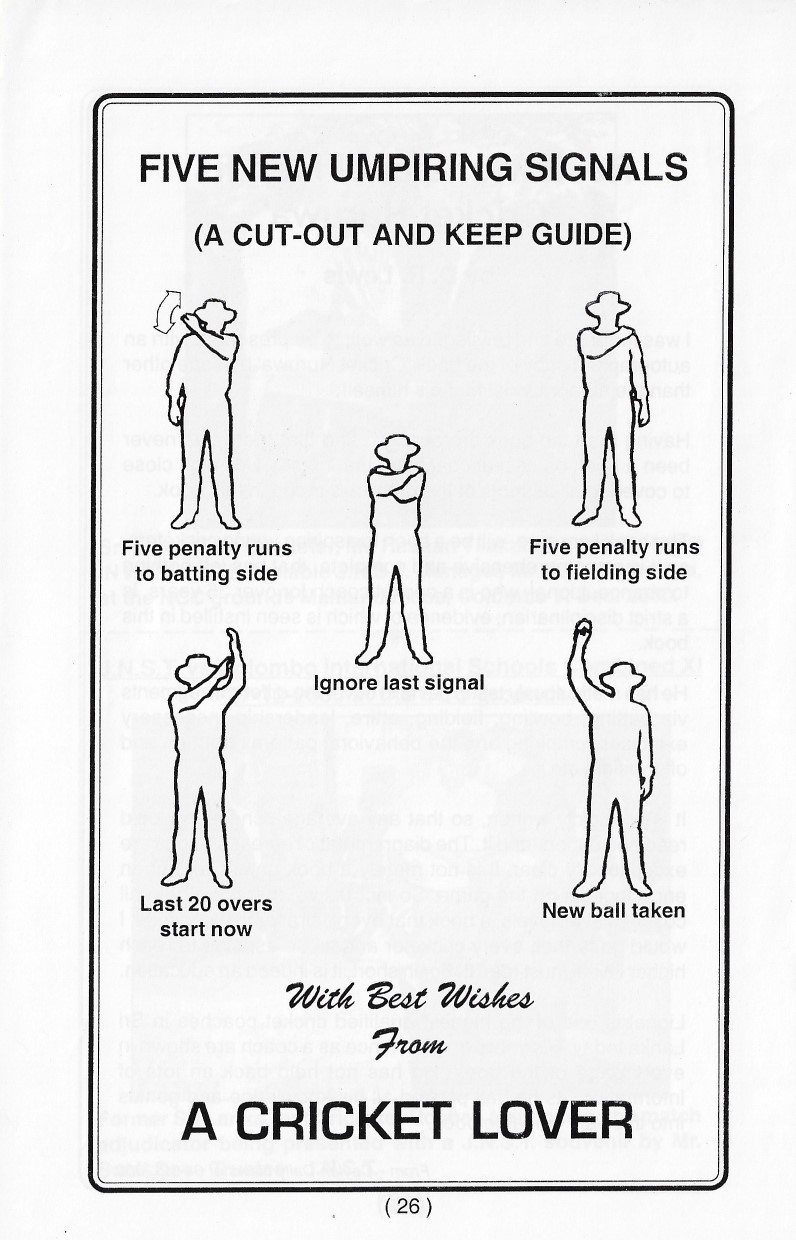 FIVE NEW UMPIRING SIGNALS
(A CUT-OUT AND KEEP GUIDE)
Five penalty runs
to batting side
Five penalty runs
to fielding side
Ignore last signal
Last 20 overs
start now
New ball taken
With Best Wishes
From
A CRICKET LOVER
( 26 )